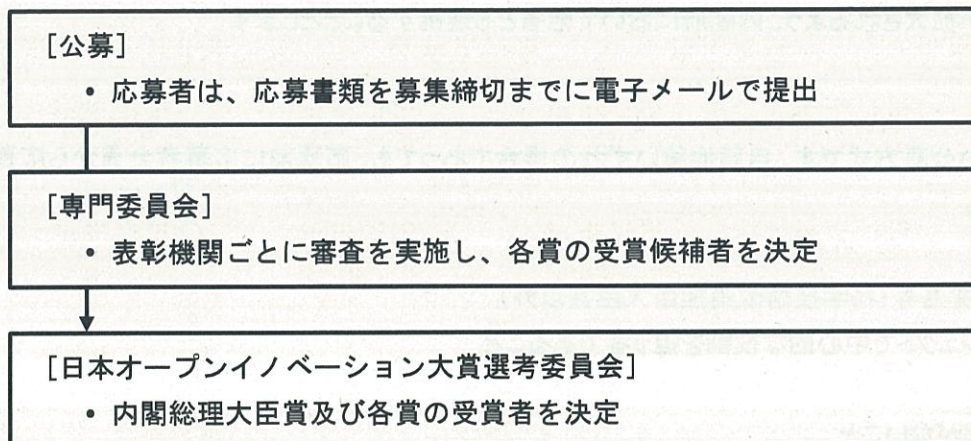 [公募]
• 応募者は、応募書類を募集締切までに電子メールで提出
[専門委員会]
• 表彰機関ごとに審査を実施し、各賞の受賞候補者を決定
[日本オープンイノベーション大賞選考委員会]
• 内閣総理大臣賞及び各賞の受賞者を決定